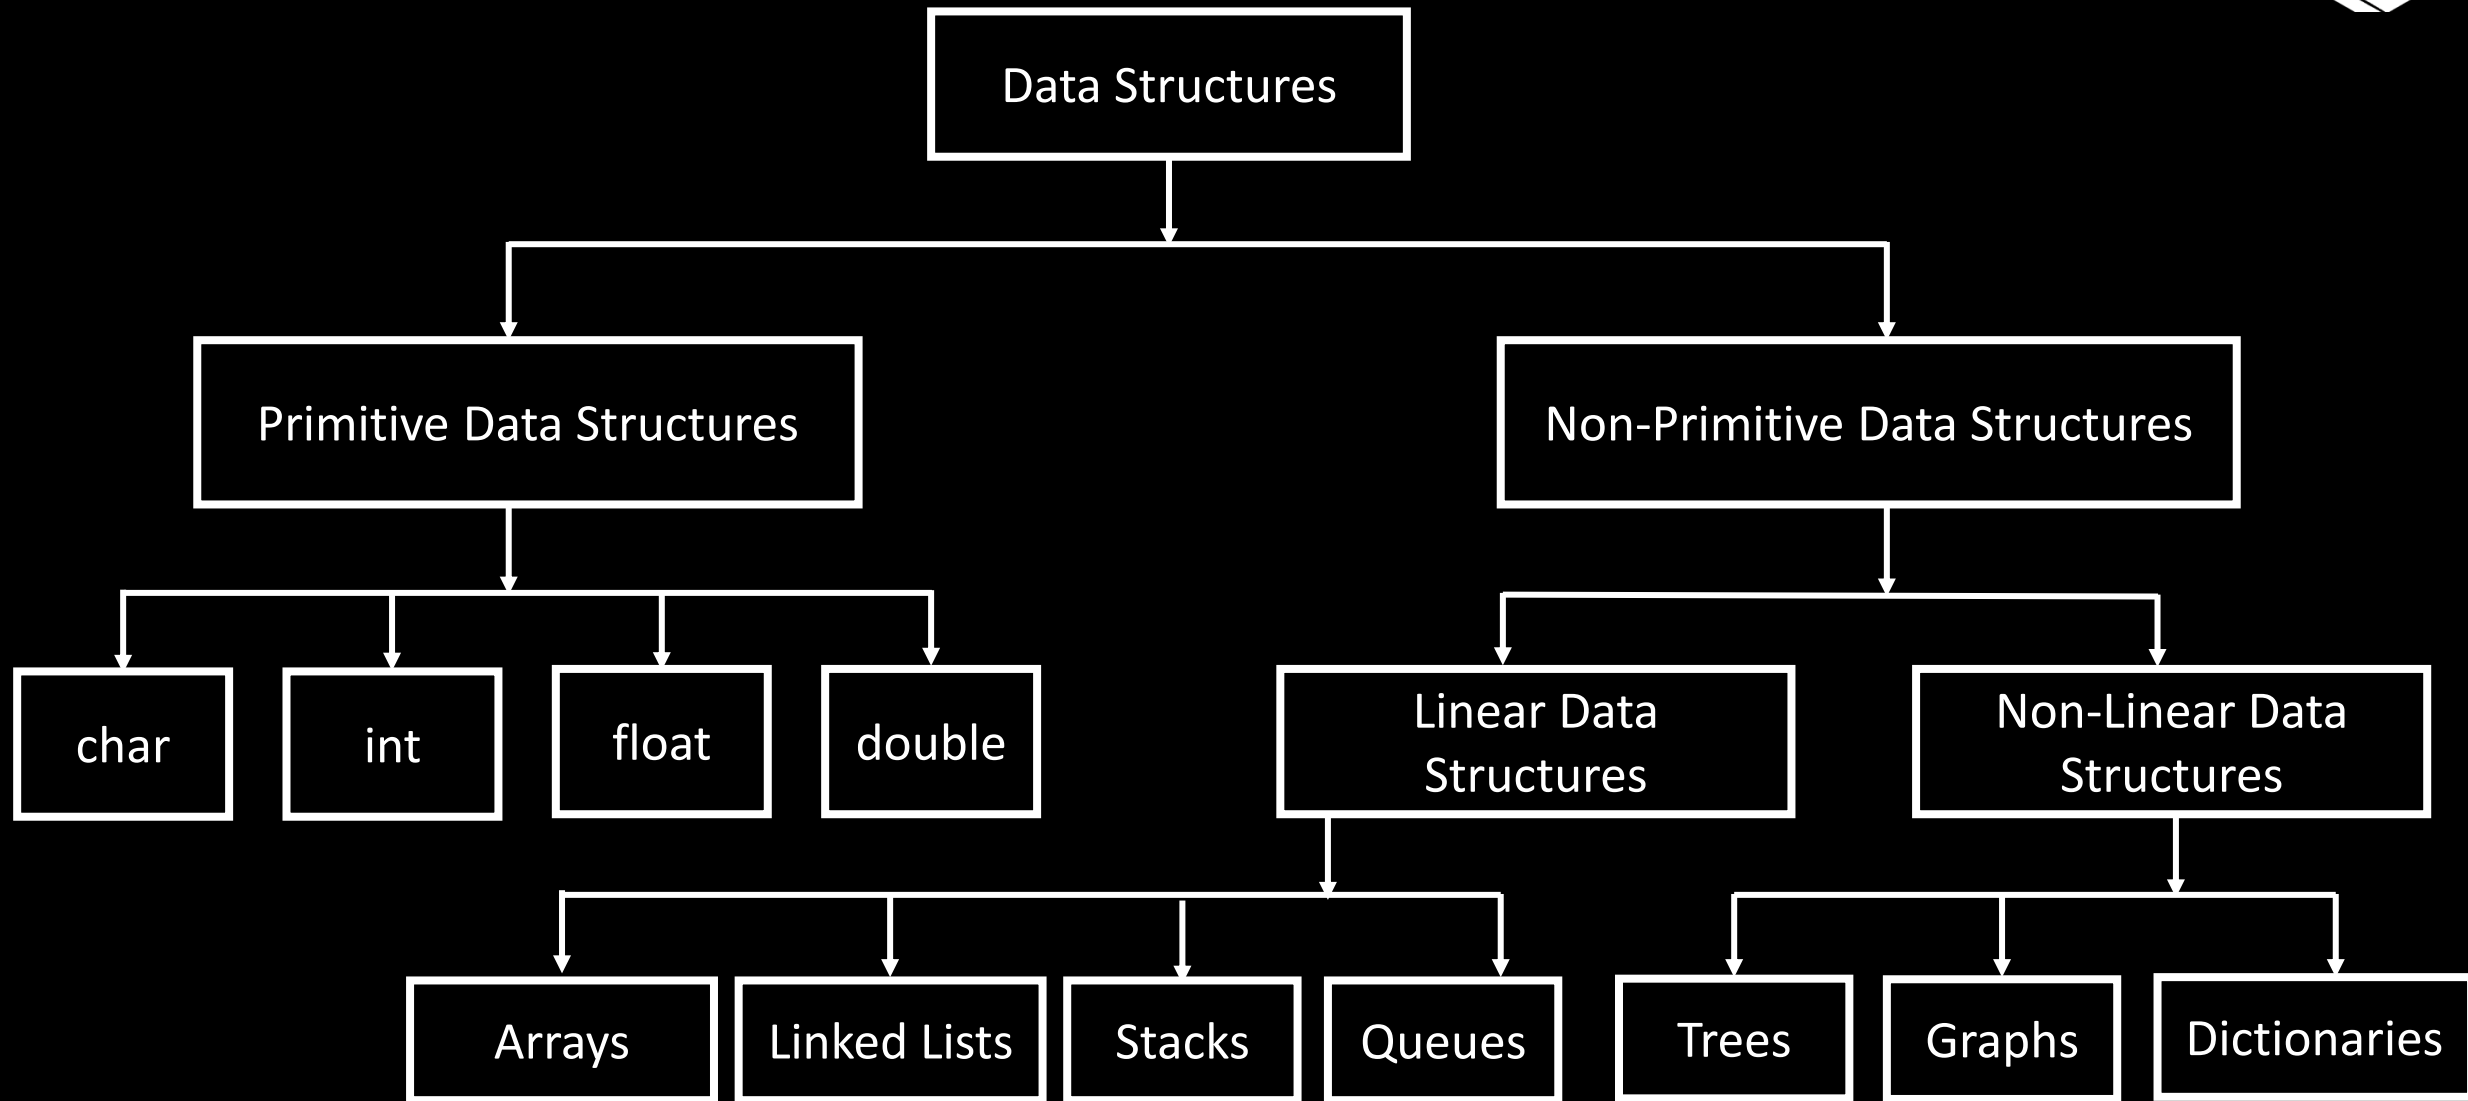 Data Structures
Primitive Data Structures
Non-Primitive Data Structures
char
int
float
double
Linear Data
Structures
Non-Linear Data
Structures
Arrays
Linked Lists
Stacks
Queues
Trees
Graphs
Dictionaries